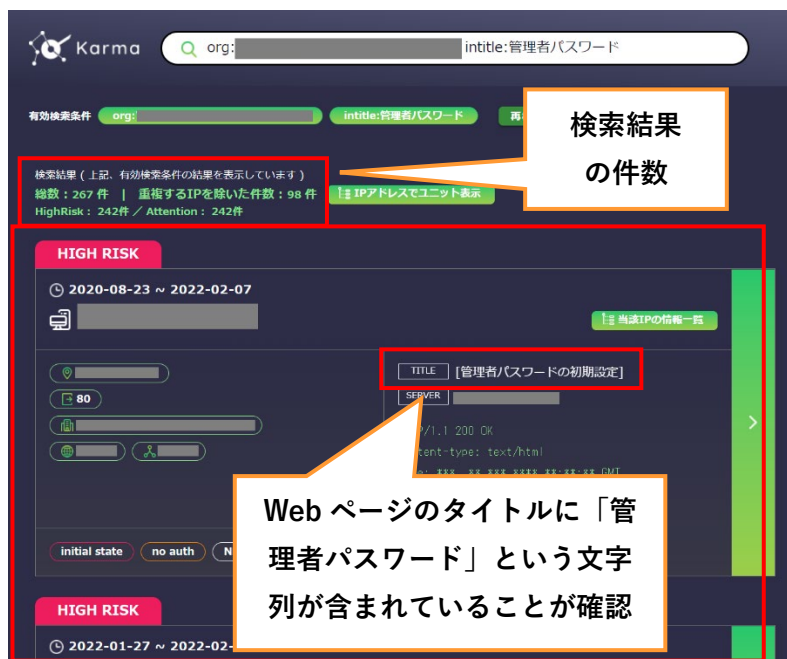 Karma
org: intitle:管理者パスワード
有効検索条件 org: intitle:管理者パスワード
検索結果
の件数
検索結果 ( 上記、有効検索条件の結果を表示しています )
総数：267 件 | 重複するIPを除いた件数：98 件
IPアドレスでユニット表示
HighRisk： 242件 ／ Attention： 242件
HIGH RISK
2020-08-23 ~ 2022-02-07
当該IPの情報一覧
TITLE [管理者パスワードの初期設定]
80
SERVER
/1.1 200 OK
tent-type: text/html
: ***, ** *** **** **:**:** GMT
Web ページのタイトルに「管
理者パスワード」という文字
列が含まれていることが確認
initial state no auth N
HIGH RISK
2022-01-27 ~ 2022-02-